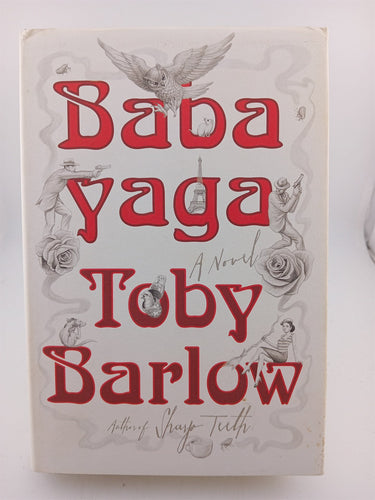 Baba
yaga
A Novel
Toby
Barlow
Author of Sharp Teeth